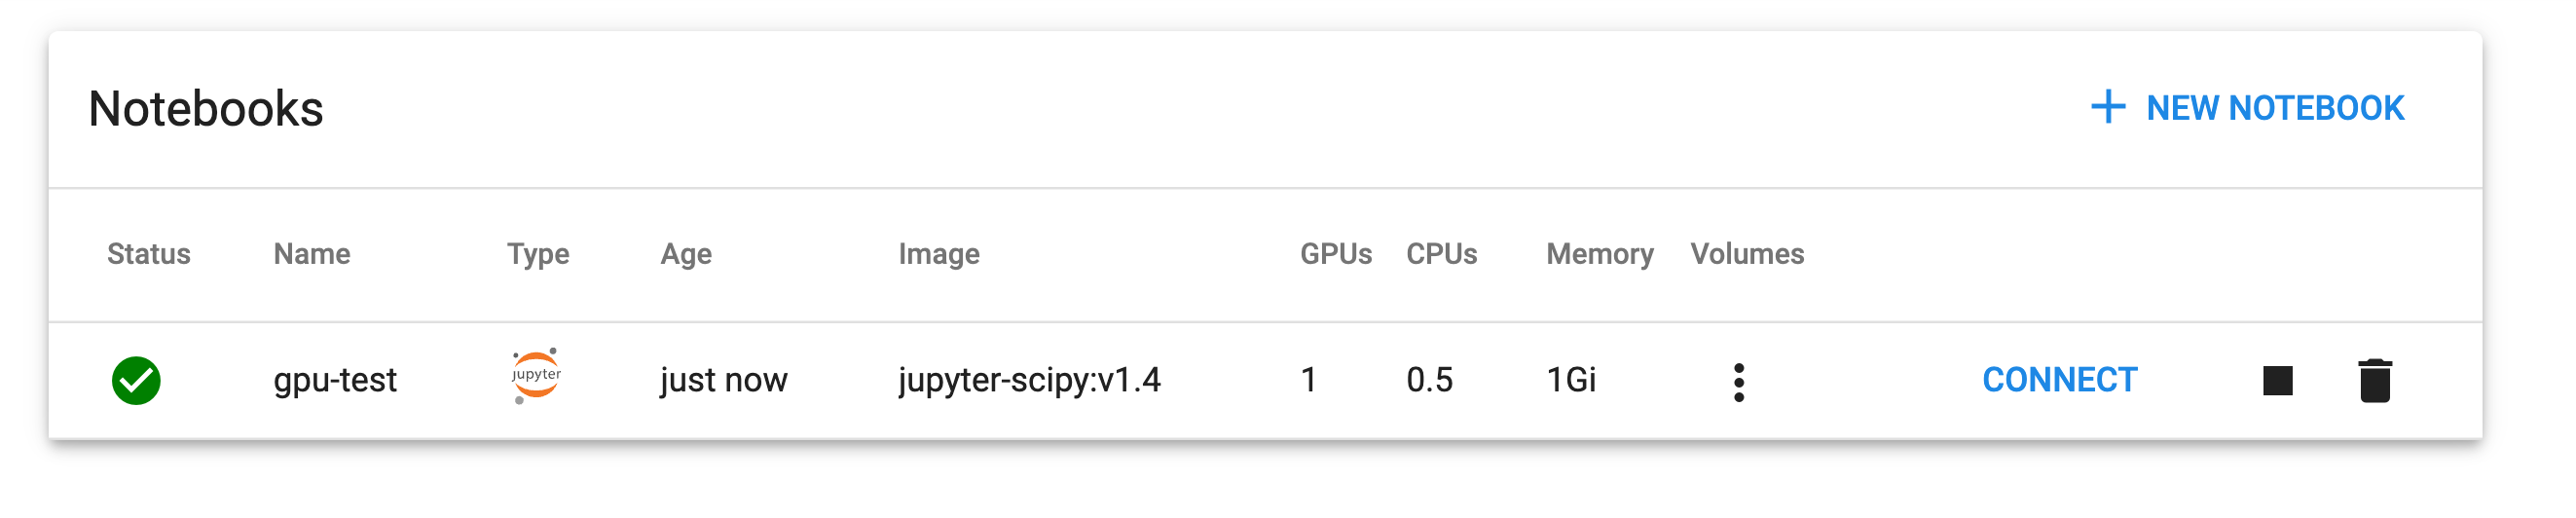 Notebooks
+ NEW NOTEBOOK
Status Name Type Age Image GPUs CPUs Memory Volumes
gpu-test jupyter just now jupyter-scipy:v1.4 1 0.5 1Gi CONNECT